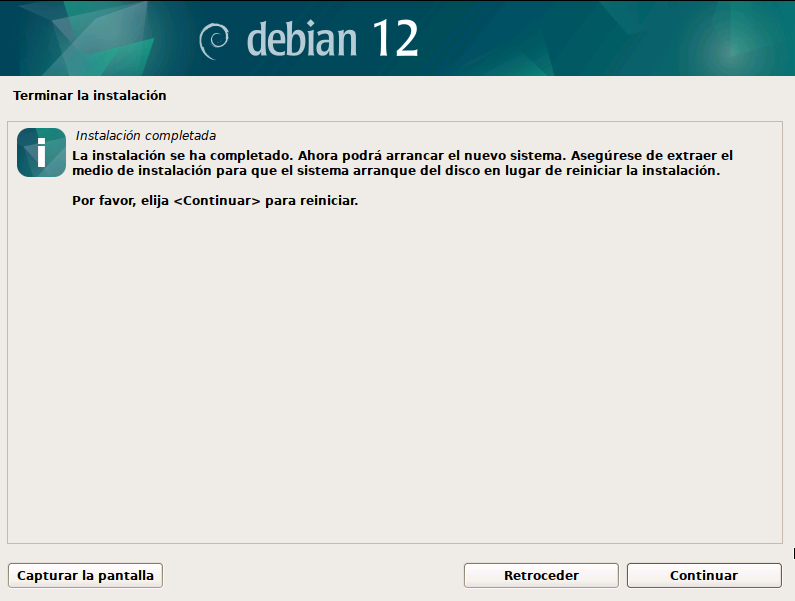 debian 12
Terminar la instalación
Instalación completada
La instalación se ha completado. Ahora podrá arrancar el nuevo sistema. Asegúrese de extraer el
medio de instalación para que el sistema arranque del disco en lugar de reiniciar la instalación.
Por favor, elija <Continuar> para reiniciar.
Capturar la pantalla
Retroceder
Continuar